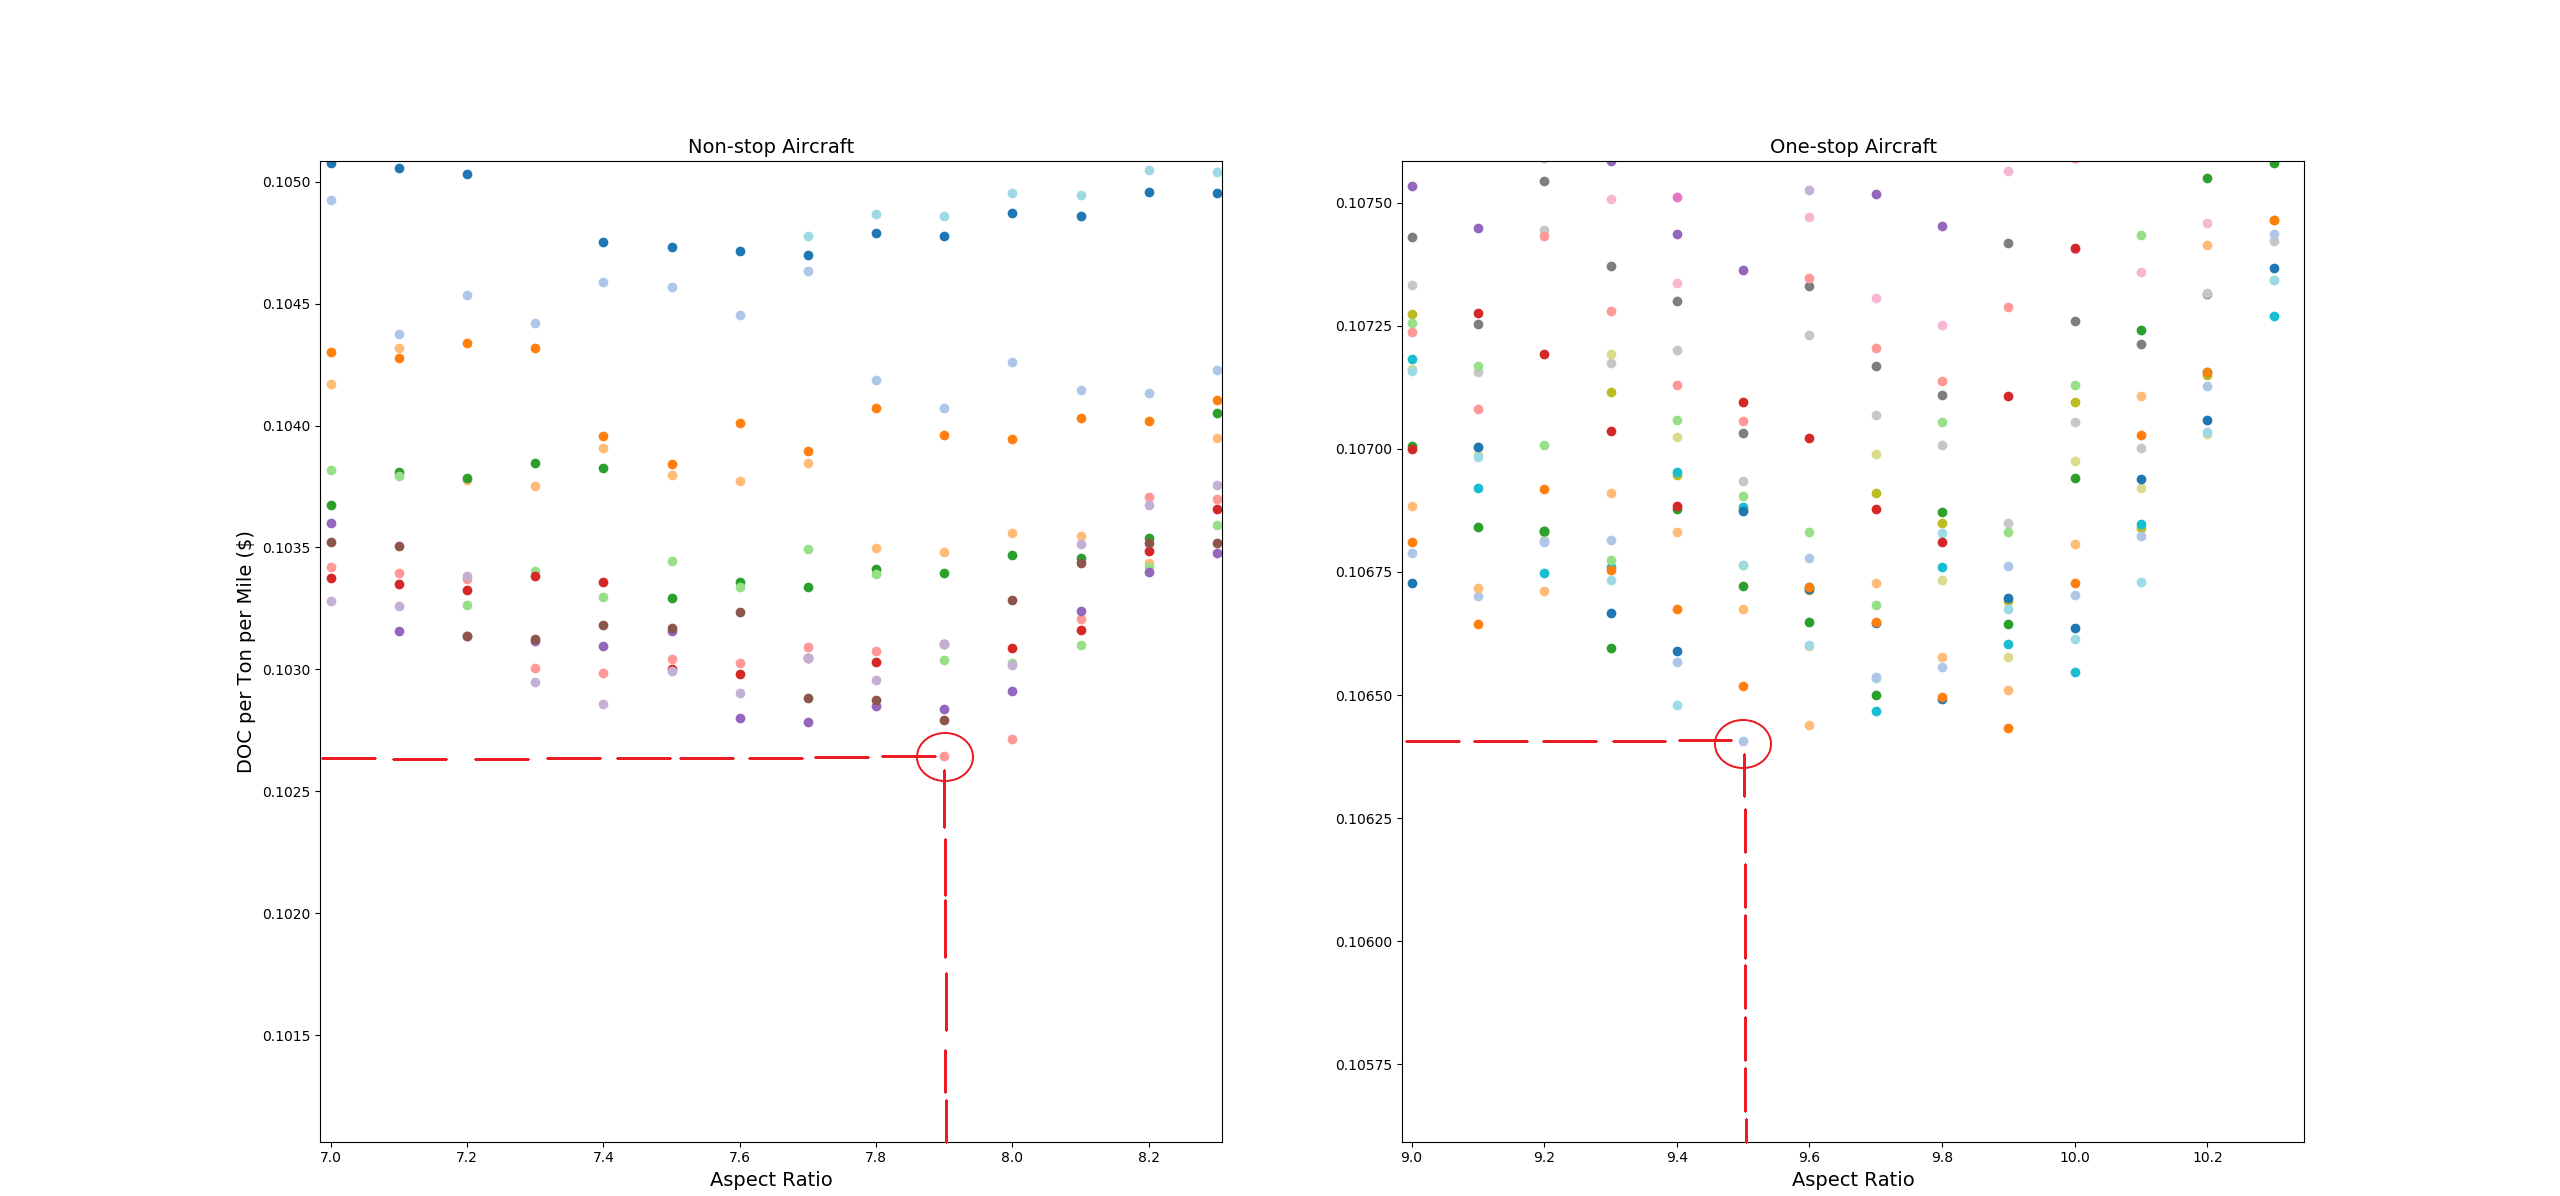 Non-stop Aircraft
DOC per Ton per Mile ($)
0.1050
0.1045
0.1040
0.1035
0.1030
0.1025
0.1020
0.1015
7.0 7.2 7.4 7.6 7.8 8.0 8.2
Aspect Ratio
One-stop Aircraft
0.10750
0.10725
0.10700
0.10675
0.10650
0.10625
0.10600
0.10575
9.0 9.2 9.4 9.6 9.8 10.0 10.2
Aspect Ratio